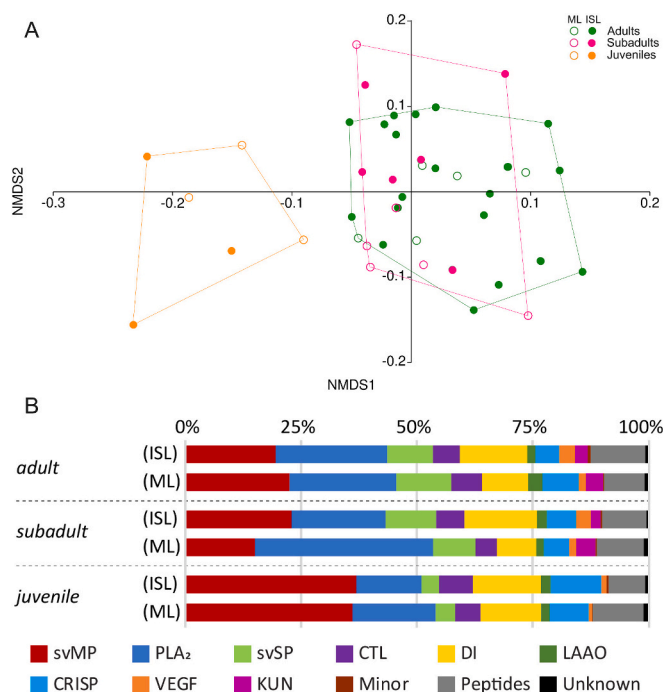 A
ML ISL
Adults
Subadults
Juveniles
0.2
0.1
-0.3
-0.2
-0.1
0.1
0.2
-0.1
-0.2
NMDS2
NMDS1
B
0% 25% 50% 75% 100%
adult
(ISL)
(ML)
subadult
(ISL)
(ML)
juvenile
(ISL)
(ML)
svMP PLA₂ svSP CTL DI LAAO
CRISP VEGF KUN Minor Peptides Unknown